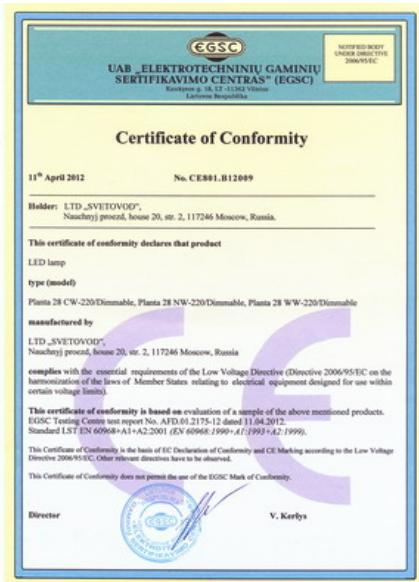 EGSC
NOTIFIED BODY
UNDER DIRECTIVE
2006/95/EC
UAB „ELEKTROTECHNINIŲ GAMINIŲ
SERTIFIKAVIMO CENTRAS" (EGSC)
Lietuvos Respublika
Certificate of Conformity
11th April 2012 No. CE801.B12009
Holder: LTD „SVETOVOD",
Nauchnyj proezd, house 20, str. 2, 117246 Moscow, Russia.
This certificate of conformity declares that product
LED lamp
type (model)
Planta 28 CW-220/Dimmable, Planta 28 NW-220/Dimmable, Planta 28 WW-220/Dimmable
manufactured by
LTD „SVETOVOD",
Nauchnyj proezd, house 20, str. 2, 117246 Moscow, Russia
complies with the essential requirements of the Low Voltage Directive (Directive 2006/95/EC on the
harmonization of the laws of Member States relating to electrical equipment designed for use within
certain voltage limits).
This certificate of conformity is based on evaluation of a sample of the above mentioned products.
EGSC Testing Centre test report No. AFD.01.2175-12 dated 11.04.2012.
Standard LST EN 60968+A1+A2:2001 (EN 60968:1990+A1:1993+A2:1999).
This Certificate of Conformity is the basis of EC Declaration of Conformity and CE Marking according to the Low Voltage
Directive 2006/95/EC. Other relevant directives have to be observed.
This Certificate of Conformity does not permit the use of the EGSC Mark of Conformity.
Director V. Keršys
EGSC
CE